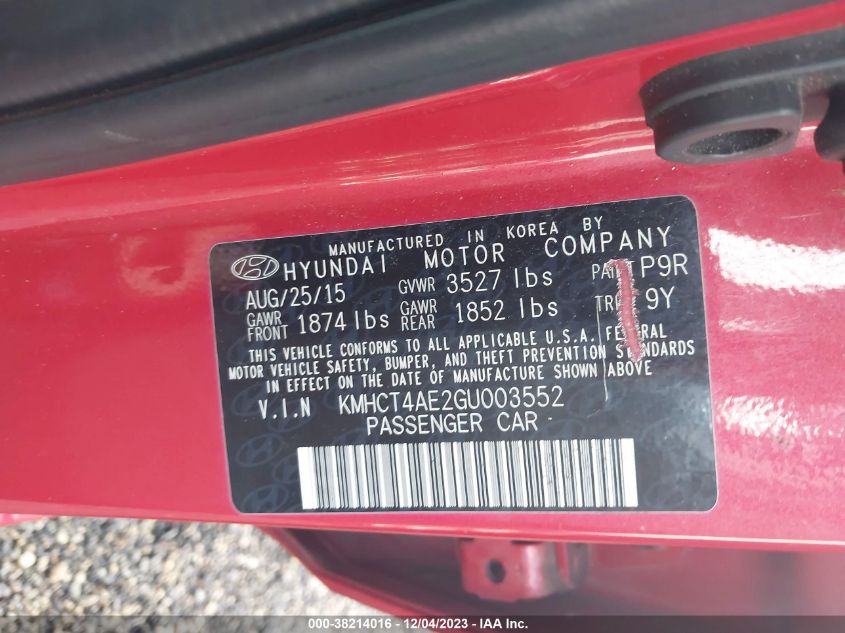 MANUFACTURED IN KOREA BY
HYUNDAI MOTOR COMPANY
AUG/25/15 GVWR 3527 lbs PAINT P9R
GAWR FRONT 1874 lbs GAWR REAR 1852 lbs TRIM 9Y
THIS VEHICLE CONFORMS TO ALL APPLICABLE U.S.A. FEDERAL
MOTOR VEHICLE SAFETY, BUMPER, AND THEFT PREVENTION STANDARDS
IN EFFECT ON THE DATE OF MANUFACTURE SHOWN ABOVE
V.I.N KMHCT4AE2GU003552
PASSENGER CAR
000-38214016 - 12/04/2023 - IAA Inc.